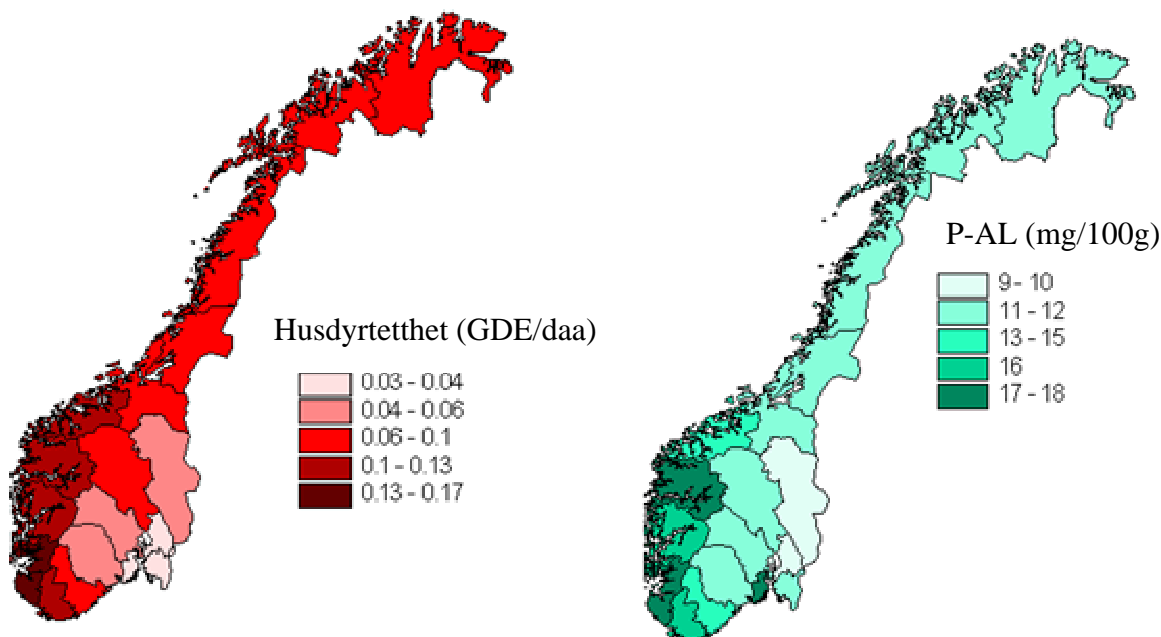 Husdyrtetthet (GDE/daa)
0.03 - 0.04
0.04 - 0.06
0.06 - 0.1
0.1 - 0.13
0.13 - 0.17
P-AL (mg/100g)
9 - 10
11 - 12
13 - 15
16
17 - 18